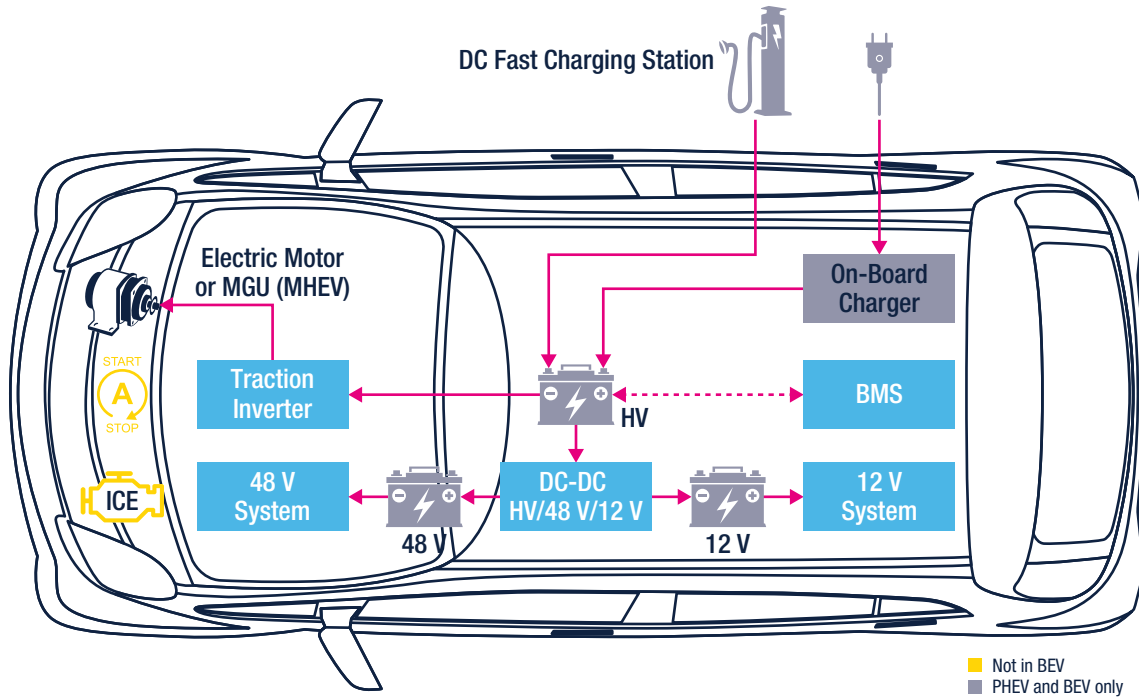 DC Fast Charging Station
Electric Motor
or MGU (MHEV)
On-Board
Charger
START
A
STOP
Traction
Inverter
HV
BMS
ICE
48 V
System
DC-DC
HV/48 V/12 V
12 V
System
48 V
12 V
Not in BEV
PHEV and BEV only